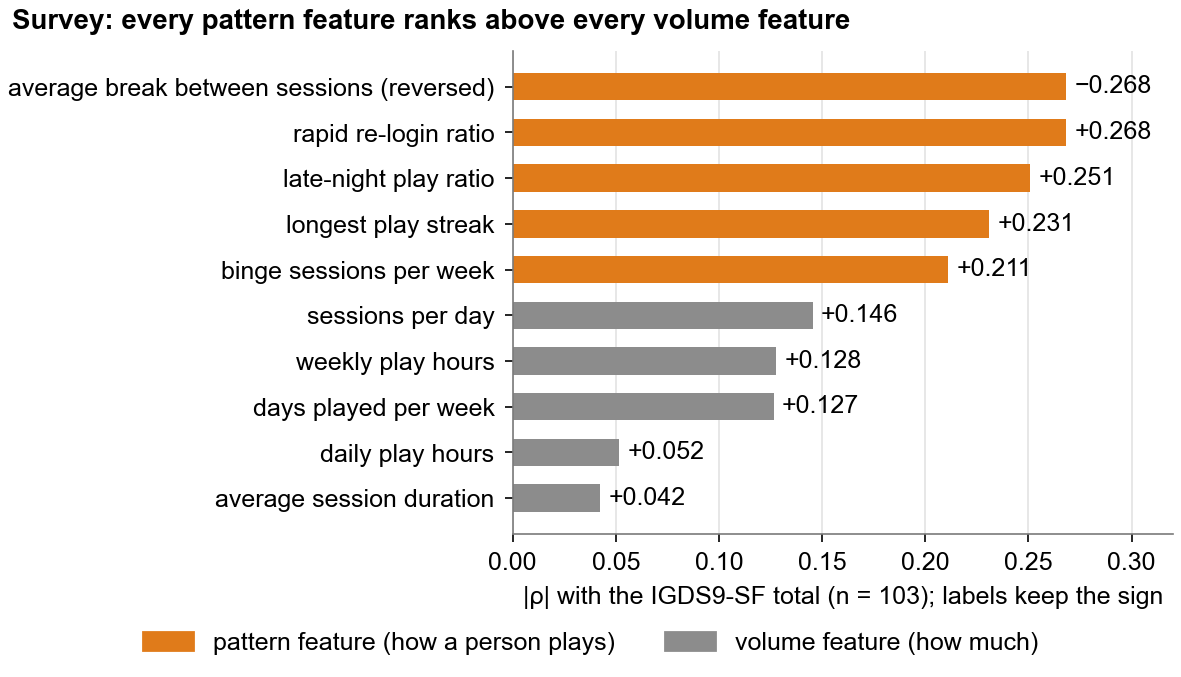 Survey: every pattern feature ranks above every volume feature
average break between sessions (reversed) −0.268
rapid re-login ratio +0.268
late-night play ratio +0.251
longest play streak +0.231
binge sessions per week +0.211
sessions per day +0.146
weekly play hours +0.128
days played per week +0.127
daily play hours +0.052
average session duration +0.042
0.00 0.05 0.10 0.15 0.20 0.25 0.30
|ρ| with the IGDS9-SF total (n = 103); labels keep the sign
pattern feature (how a person plays) volume feature (how much)